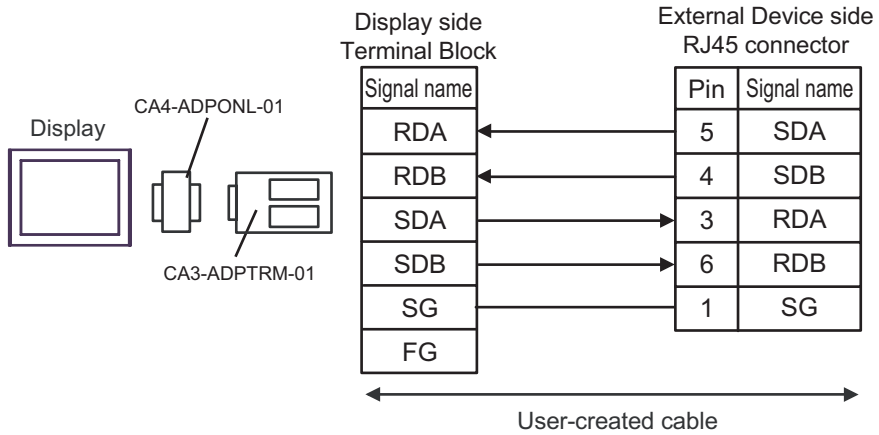 Display side
Terminal Block
External Device side
RJ45 connector
Display
CA4-ADPONL-01
CA3-ADPTRM-01
Signal name
Pin Signal name
RDA 5 SDA
RDB 4 SDB
SDA 3 RDA
SDB 6 RDB
SG 1 SG
FG
User-created cable